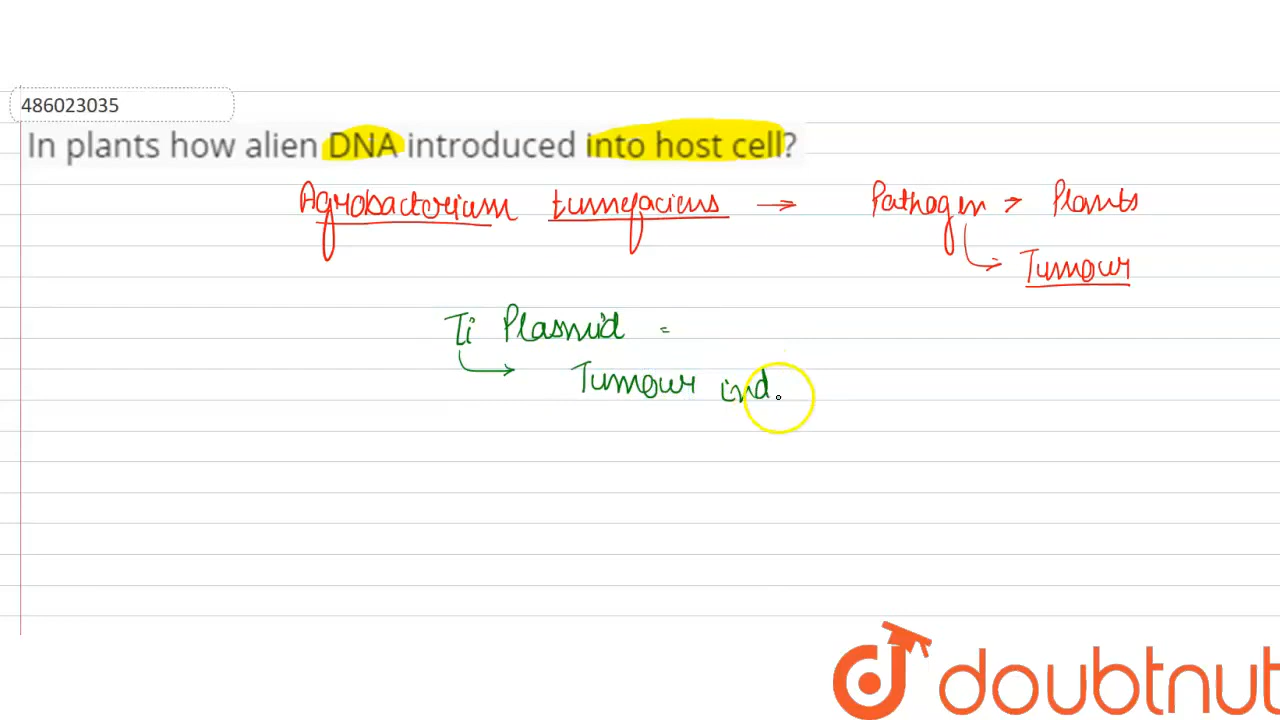 486023035
In plants how alien DNA introduced into host cell?
Agrobacterium tumefaciens → Pathogen > Plants
→ Tumour
Ti Plasmid =
→ Tumour ind
doubtnut